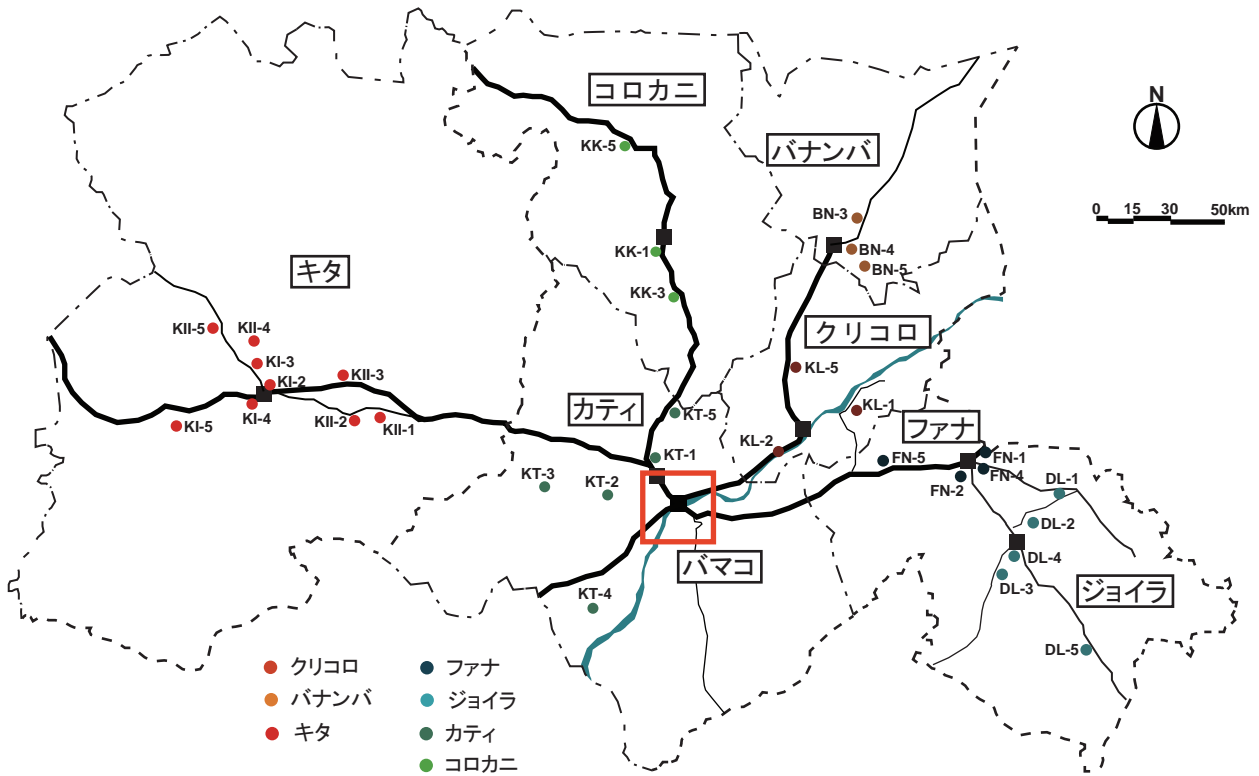 コロカニ
N
バナンバ
KK-5
0 15 30 50km
BN-3
KK-1
BN-4
BN-5
キタ
KK-3
クリコロ
KII-5
KII-4
KI-3
KL-5
KI-2
KII-3
カティ
KI-4
KT-5
KL-1
KI-5
KII-2
KII-1
ファナ
KL-2
KT-1
FN-5
FN-1
KT-3
KT-2
FN-4
FN-2
DL-1
DL-2
バマコ
DL-4
DL-3
ジョイラ
KT-4
DL-5
クリコロ
ファナ
バナンバ
ジョイラ
キタ
カティ
コロカニ